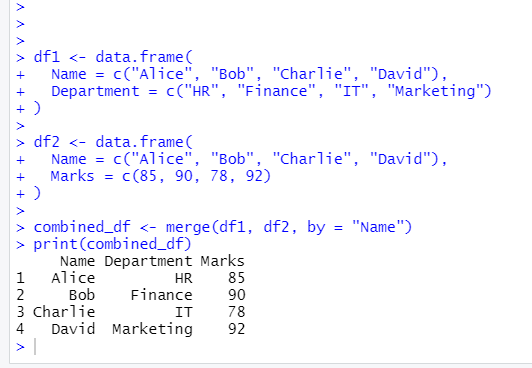 >
>
>
> df1 <- data.frame(
+   Name = c("Alice", "Bob", "Charlie", "David"),
+   Department = c("HR", "Finance", "IT", "Marketing")
+ )
>
> df2 <- data.frame(
+   Name = c("Alice", "Bob", "Charlie", "David"),
+   Marks = c(85, 90, 78, 92)
+ )
>
> combined_df <- merge(df1, df2, by = "Name")
> print(combined_df)
     Name Department Marks
1   Alice         HR    85
2     Bob    Finance    90
3 Charlie         IT    78
4   David  Marketing    92
>